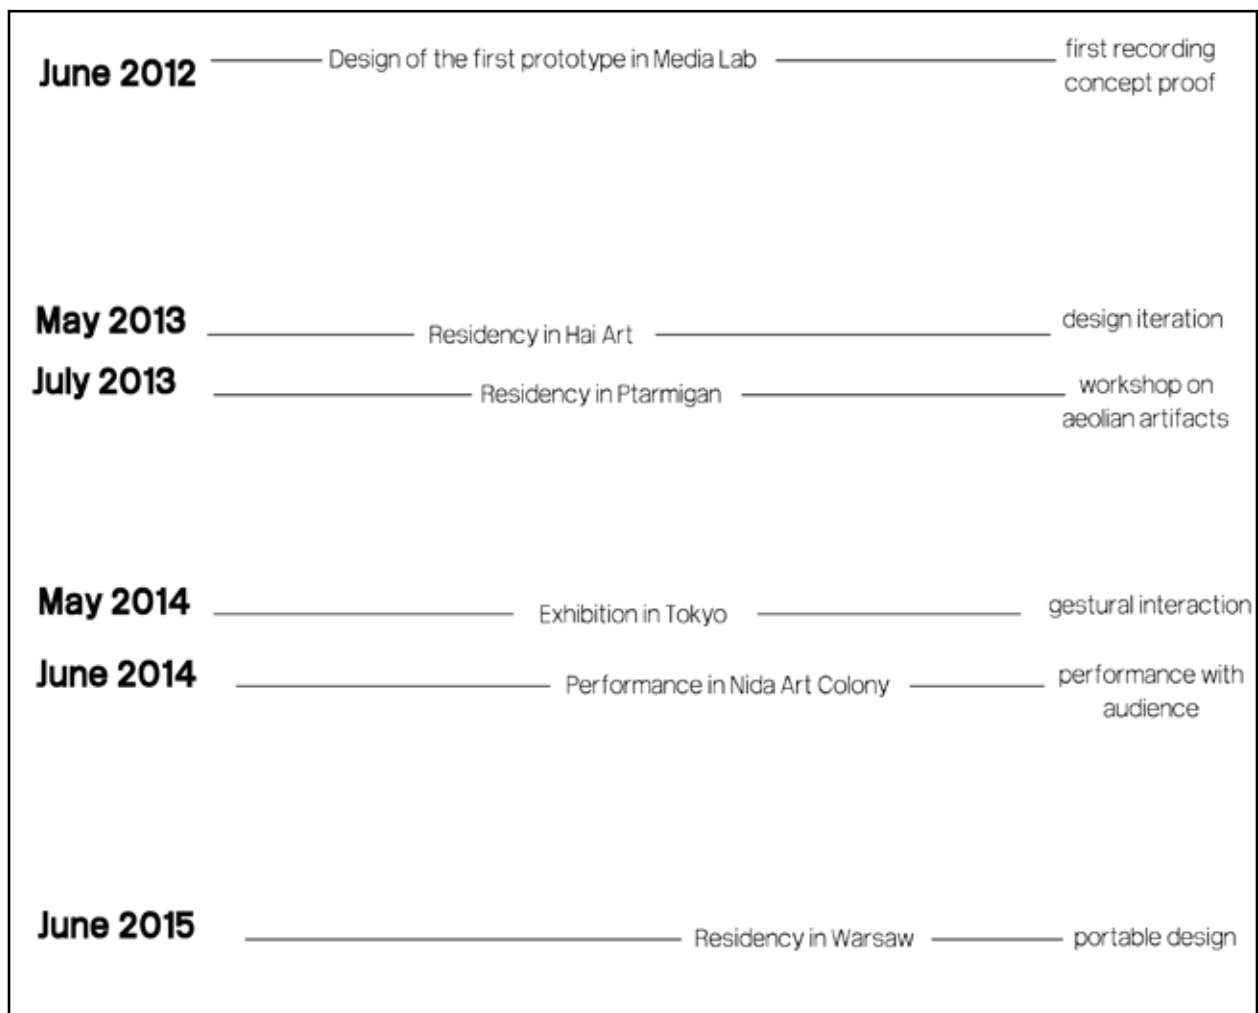 June 2012
Design of the first prototype in Media Lab
first recording
concept proof
May 2013
Residency in Hai Art
design iteration
July 2013
Residency in Ptarmigan
workshop on
aeolian artifacts
May 2014
Exhibition in Tokyo
gestural interaction
June 2014
Performance in Nida Art Colony
performance with
audience
June 2015
Residency in Warsaw
portable design